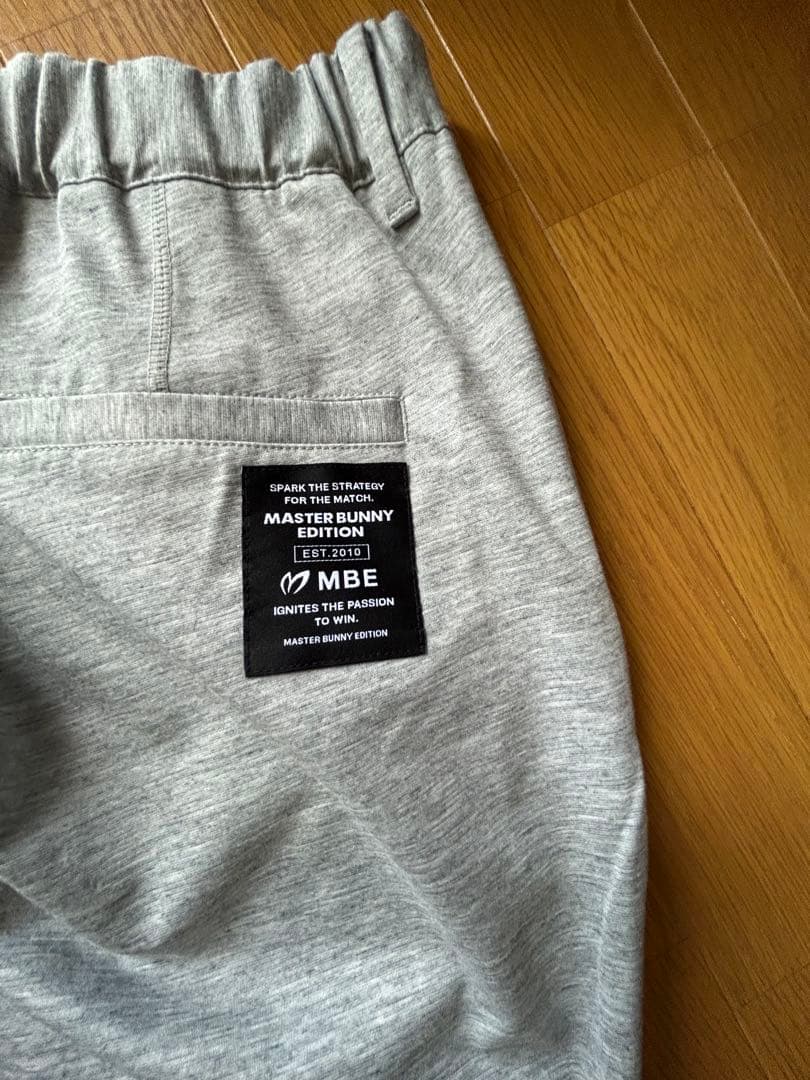 SPARK THE STRATEGY
FOR THE MATCH.
MASTER BUNNY
EDITION
EST.2010
MBE
IGNITES THE PASSION
TO WIN.
MASTER BUNNY EDITION